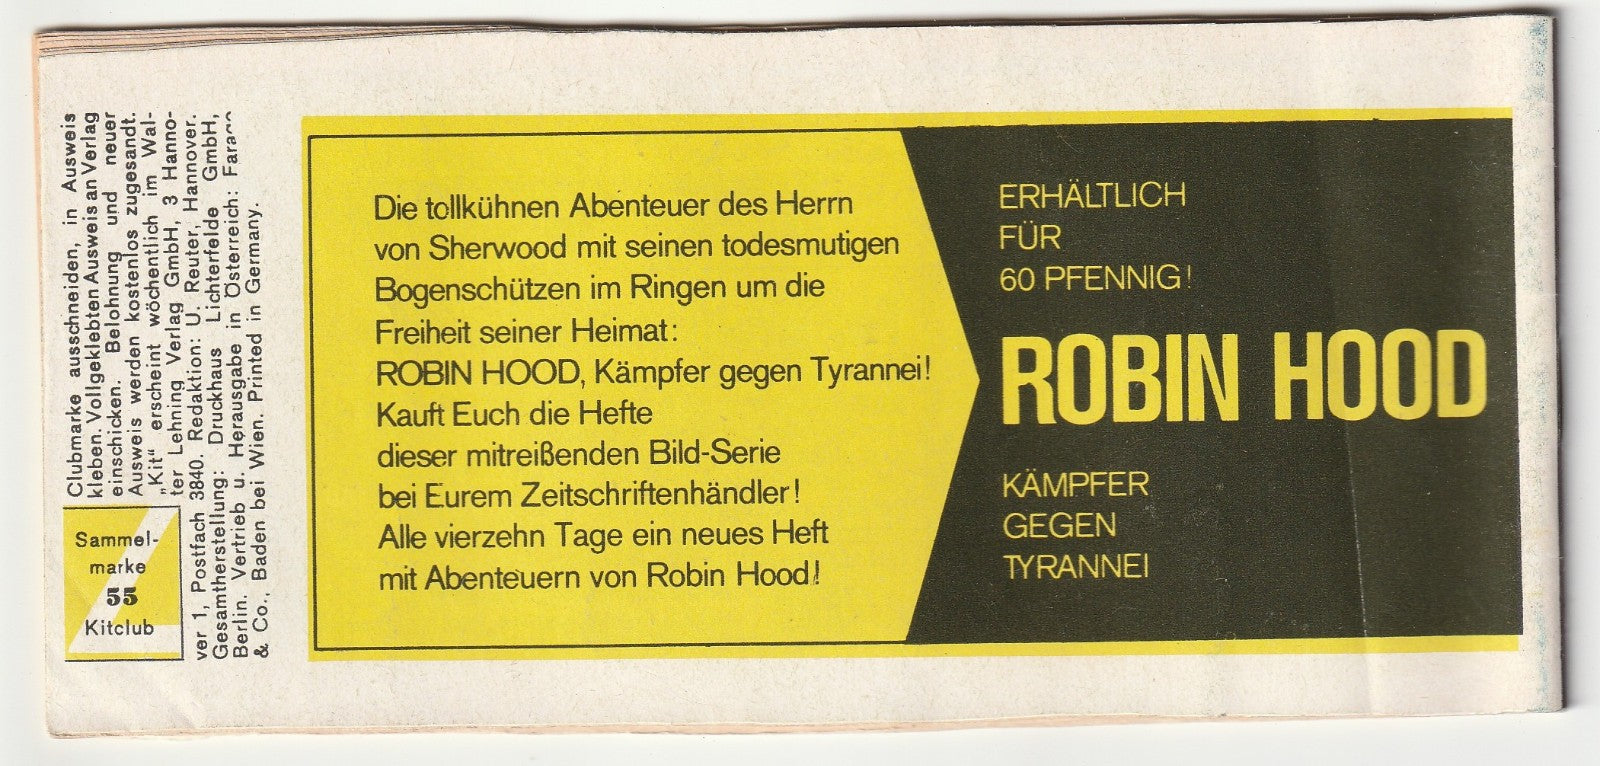 Clubmarke ausschneiden, in Ausweis
kleben. Vollgeklebten Ausweis an Verlag
einschicken. Belohnung und neuer
Ausweis werden kostenlos zugesandt.
„Kit“ erscheint wöchentlich im Wal-
ter Lehning Verlag GmbH, 3 Hanno-
ver 1, Postfach 3840. Redaktion: U. Reuter, Hannover.
Gesamtherstellung: Druckhaus Lichterfelde GmbH,
Berlin. Vertrieb u. Herausgabe in Österreich:
& Co., Baden bei Wien. Printed in Germany.
Sammel-
marke
55
Kitclub
Die tollkühnen Abenteuer des Herrn
von Sherwood mit seinen todesmutigen
Bogenschützen im Ringen um die
Freiheit seiner Heimat:
ROBIN HOOD, Kämpfer gegen Tyrannei!
Kauft Euch die Hefte
dieser mitreißenden Bild-Serie
bei Eurem Zeitschriftenhändler!
Alle vierzehn Tage ein neues Heft
mit Abenteuern von Robin Hood!
ERHÄLTLICH
FÜR
60 PFENNIG!
ROBIN HOOD
KÄMPFER
GEGEN
TYRANNEI